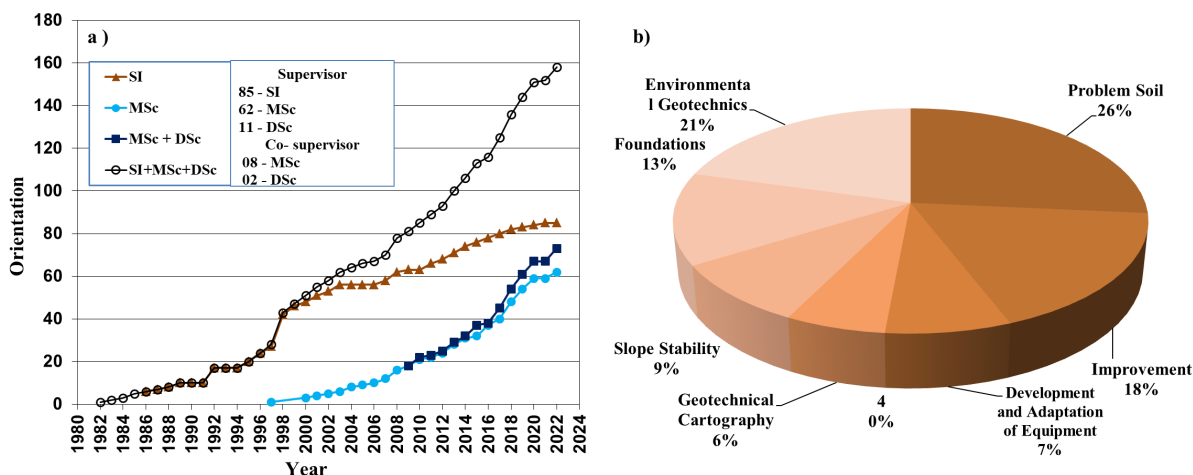 a )
180
160
140
120
100
80
60
40
20
0
Orientation
SI
MSc
MSc + DSc
SI+MSc+DSc
Supervisor
85 - SI
62 - MSc
11 - DSc
Co- supervisor
08 - MSc
02 - DSc
1980
1982
1984
1986
1988
1990
1992
1994
1996
1998
2000
2002
2004
2006
2008
2010
2012
2014
2016
2018
2020
2022
2024
Year
b)
Environmenta
l Geotechnics
21%
Problem Soil
26%
Foundations
13%
Slope Stability
9%
Geotechnical
Cartography
6%
4
0%
Development
and Adaptation
of Equipment
7%
Improvement
18%